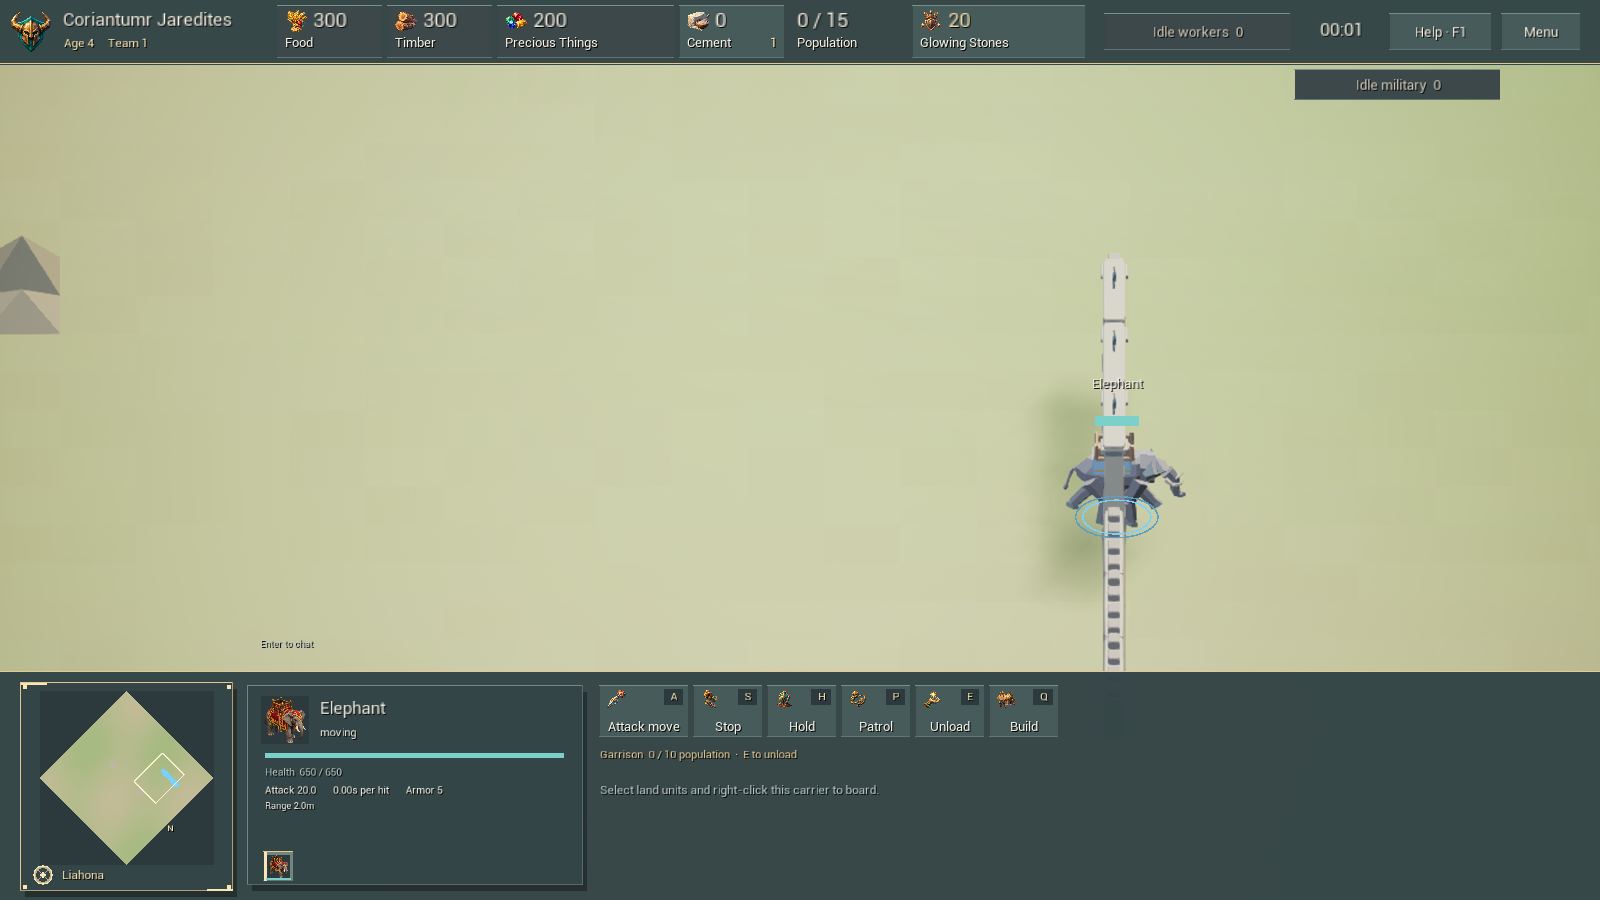 Coriantumr Jaredites
Age 4 Team 1
300
Food
300
Timber
200
Precious Things
0
Cement 1
0 / 15
Population
20
Glowing Stones
Idle workers 0
00:01
Help · F1
Menu
Idle military 0
Elephant
Enter to chat
N
Liahona
Elephant
moving
Health 650 / 650
Attack 20.0 0.00s per hit Armor 5
Range 2.0m
A
Attack move
S
Stop
H
Hold
P
Patrol
E
Unload
Q
Build
Garrison 0 / 10 population · E to unload
Select land units and right-click this carrier to board.